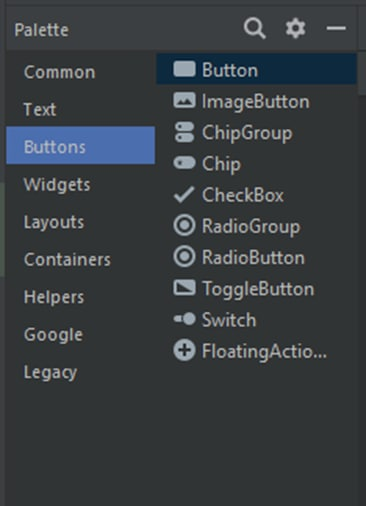 Palette
Common
Text
Buttons
Widgets
Layouts
Containers
Helpers
Google
Legacy
Button
ImageButton
ChipGroup
Chip
CheckBox
RadioGroup
RadioButton
ToggleButton
Switch
FloatingActio...